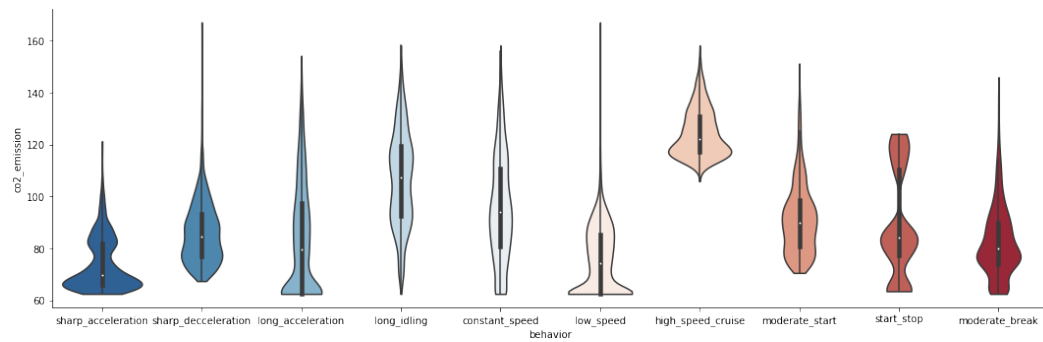 co2_emission
160
140
120
100
80
60
sharp_acceleration sharp_decceleration long_acceleration long_idling constant_speed low_speed high_speed_cruise moderate_start start_stop moderate_break
behavior